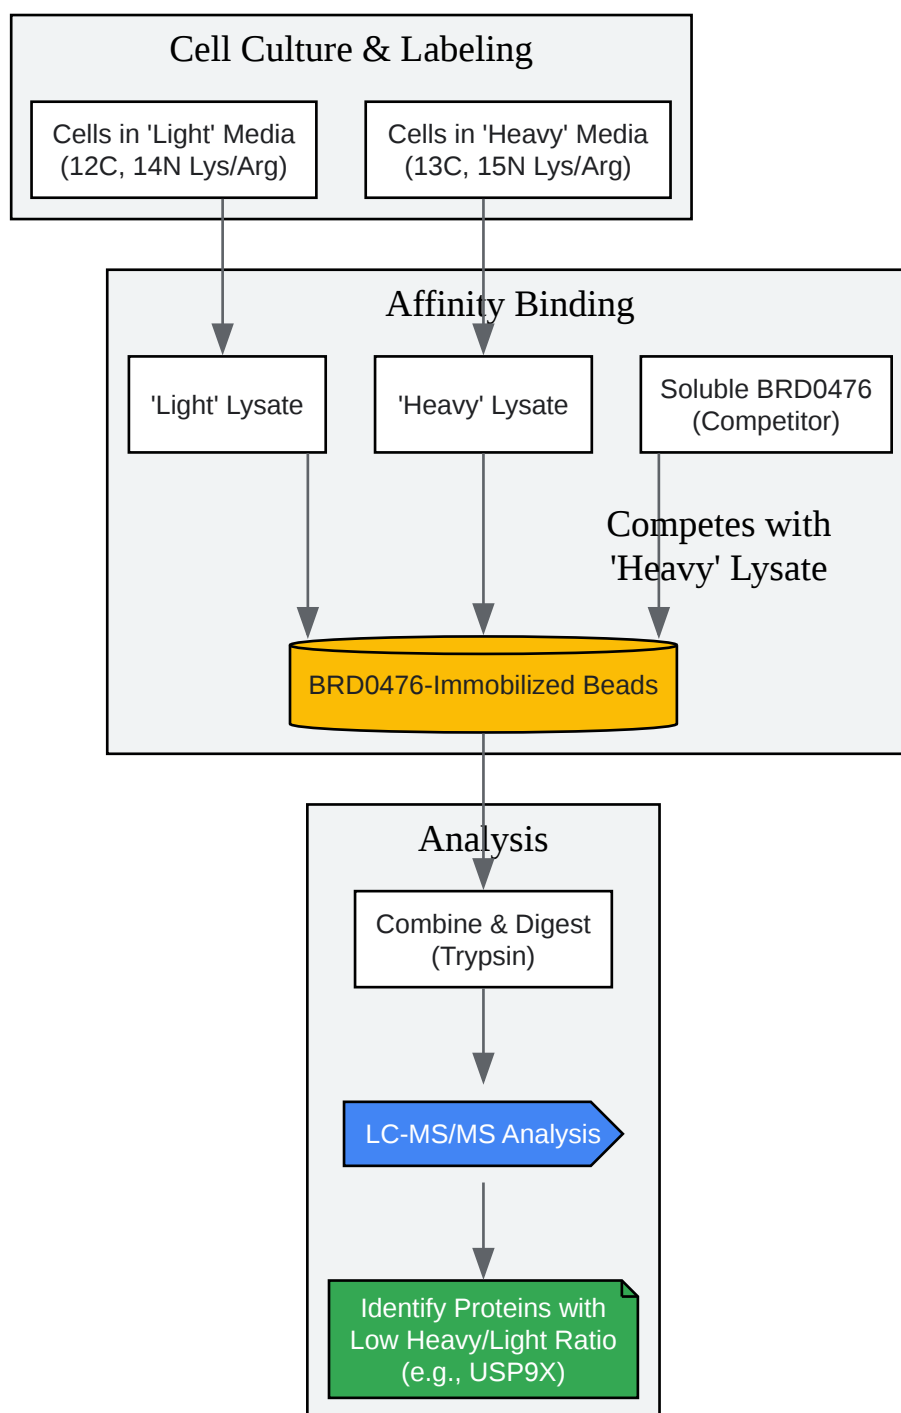 Cell Culture & Labeling
Cells in 'Light' Media
(12C, 14N Lys/Arg)
Cells in 'Heavy' Media
(13C, 15N Lys/Arg)
Affinity Binding
'Light' Lysate
'Heavy' Lysate
Soluble BRD0476
(Competitor)
Competes with
'Heavy' Lysate
BRD0476-Immobilized Beads
Analysis
Combine & Digest
(Trypsin)
LC-MS/MS Analysis
Identify Proteins with
Low Heavy/Light Ratio
(e.g., USP9X)